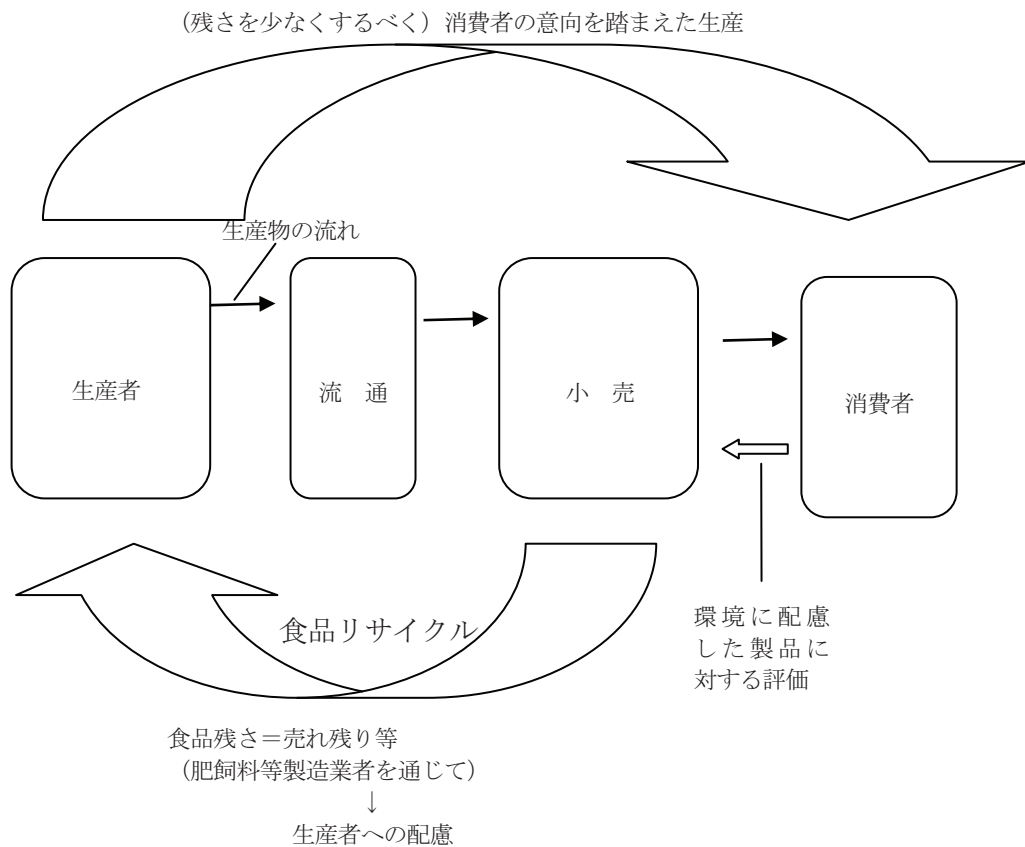 （残さを少なくするべく）消費者の意向を踏まえた生産
生産物の流れ
生産者
流　通
小　売
消費者
食品リサイクル
環境に配慮
した製品に
対する評価
食品残さ＝売れ残り等
（肥飼料等製造業者を通じて）
↓
生産者への配慮